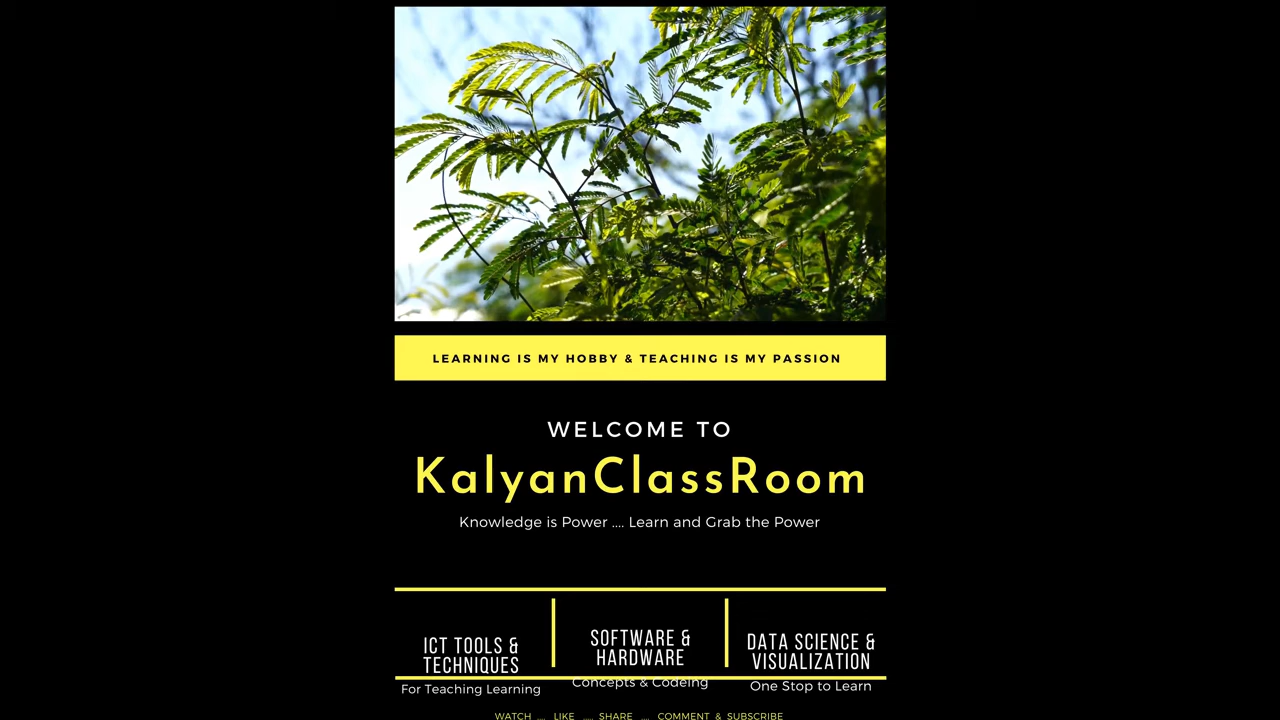 LEARNING IS MY HOBBY & TEACHING IS MY PASSION
WELCOME TO
KalyanClassRoom
Knowledge is Power .... Learn and Grab the Power
ICT TOOLS &
TECHNIQUES
For Teaching Learning
SOFTWARE &
HARDWARE
Concepts & Codeing
DATA SCIENCE &
VISUALIZATION
One Stop to Learn
WATCH .... LIKE ..... SHARE .... COMMENT & SUBSCRIBE